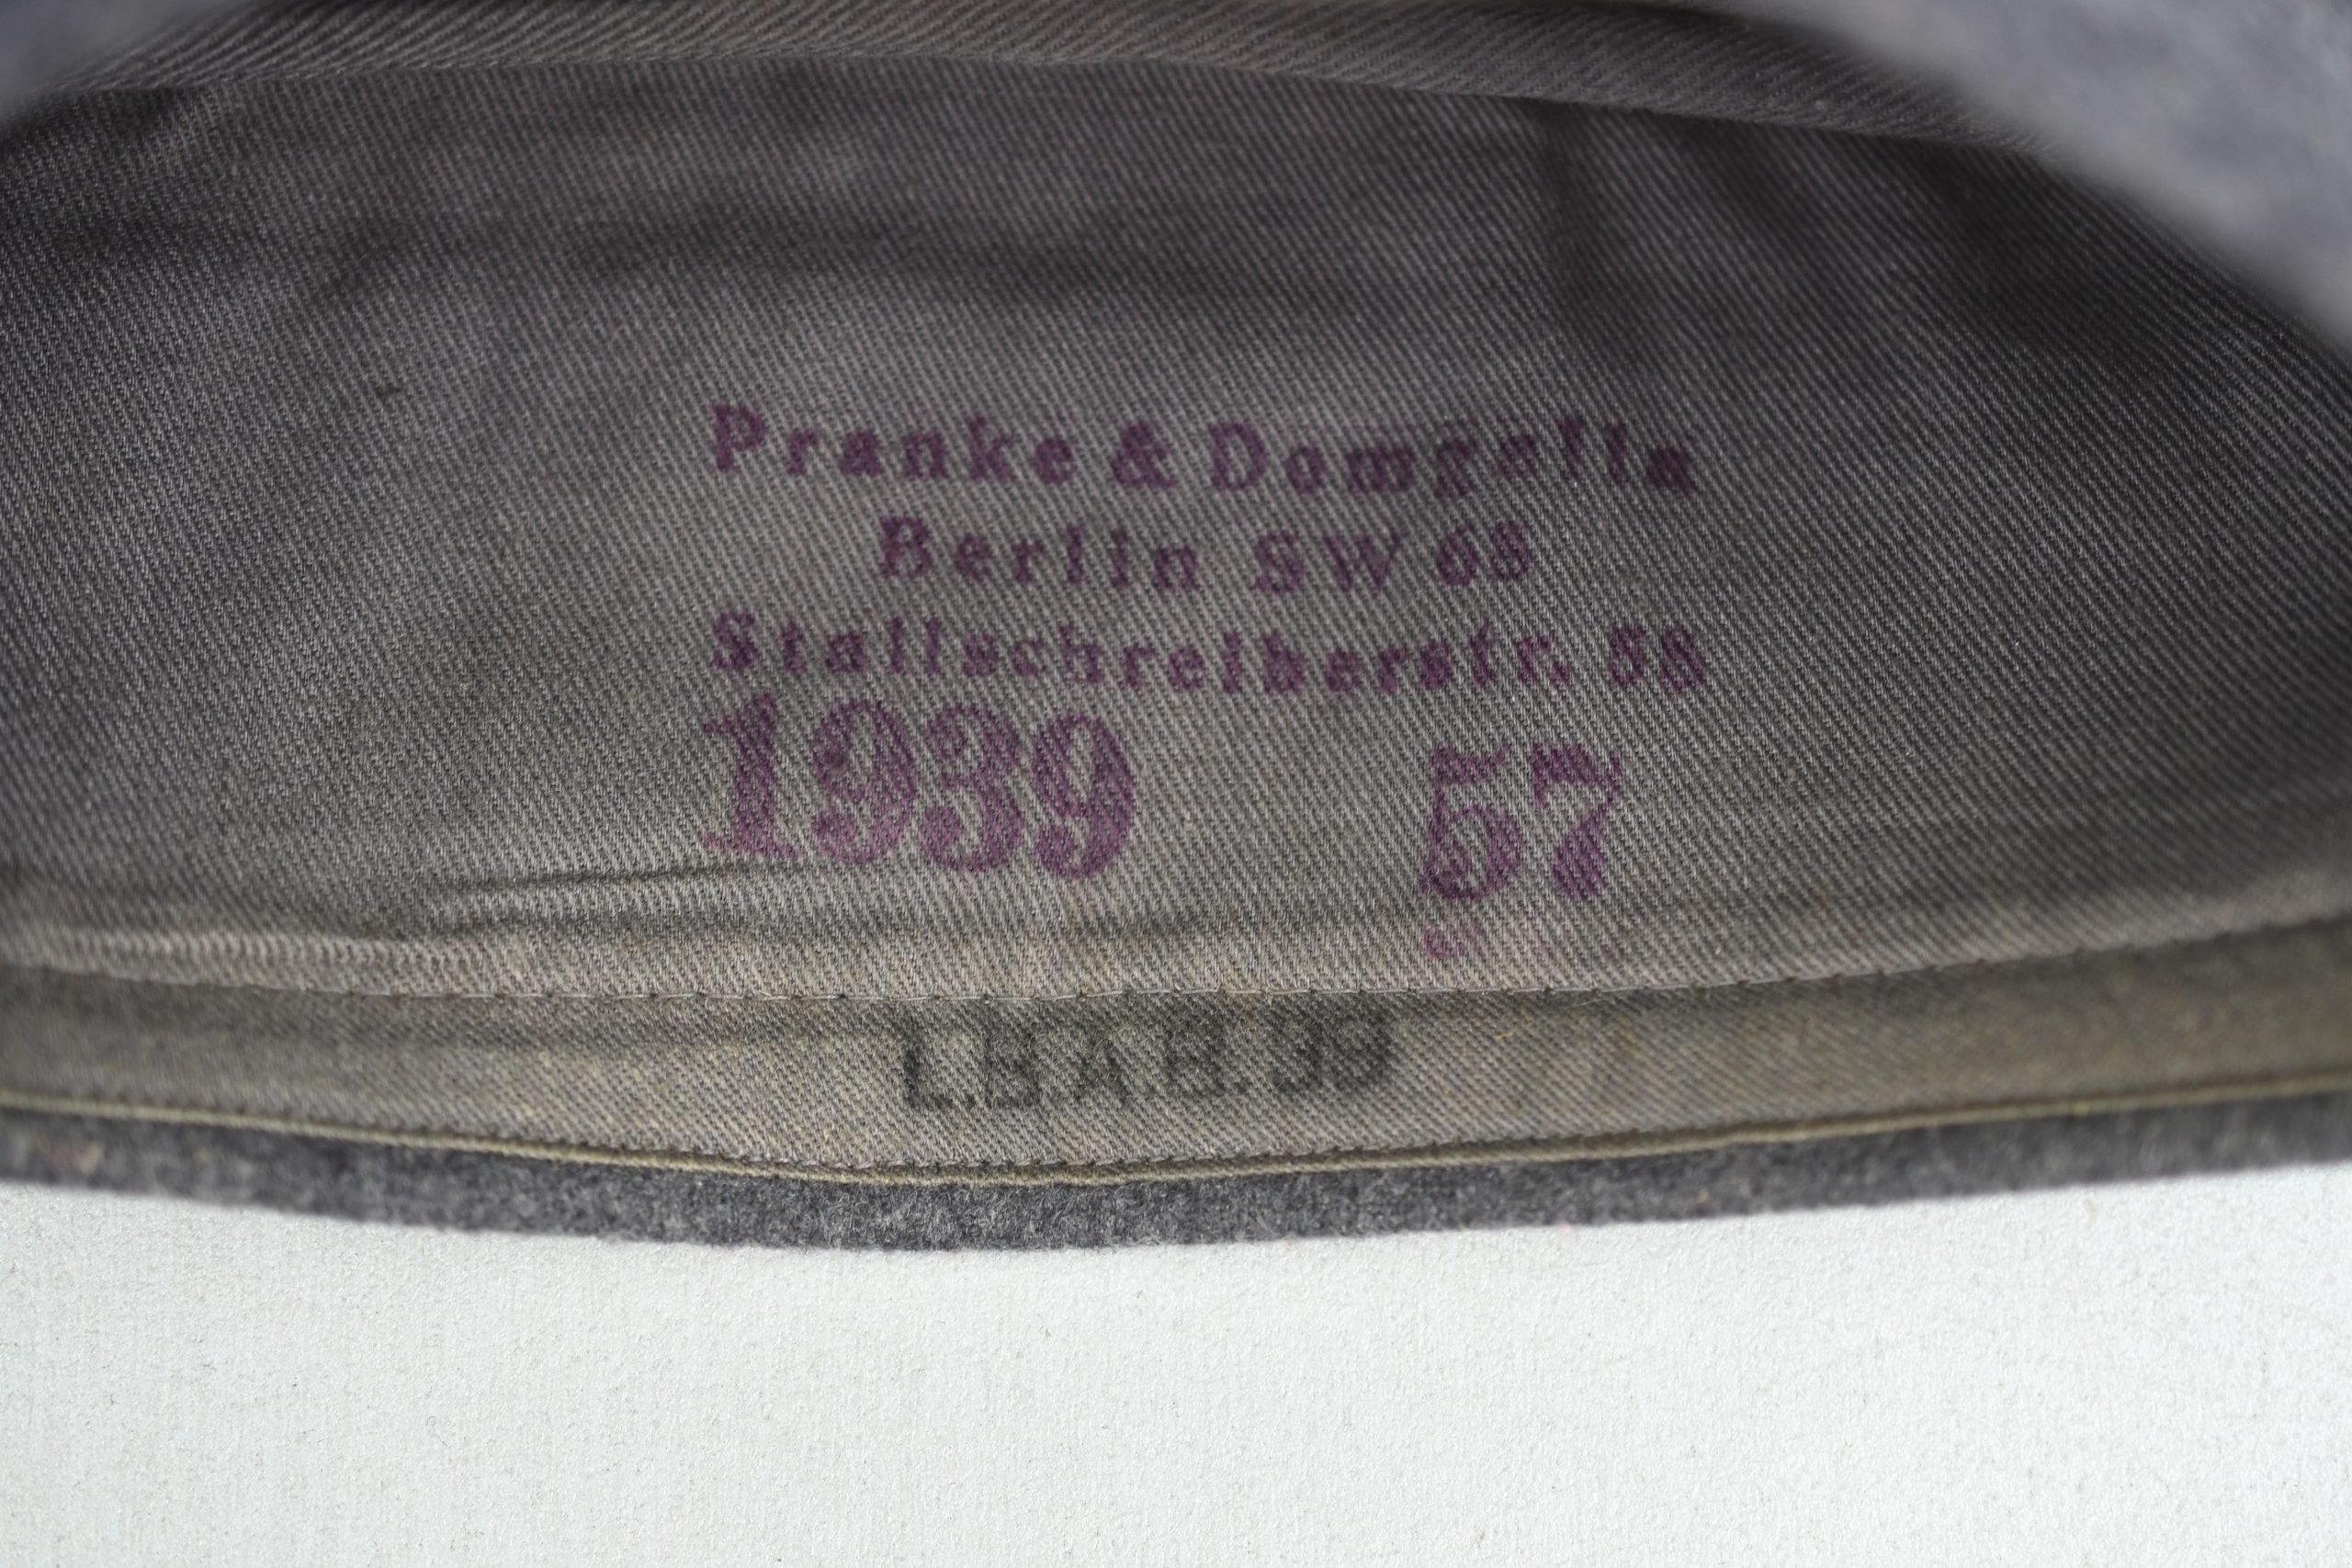 Pranke & Domgella
Berlin SW 68
Stallschreiberstr. 58
1939 57
L.B.A.B. 39